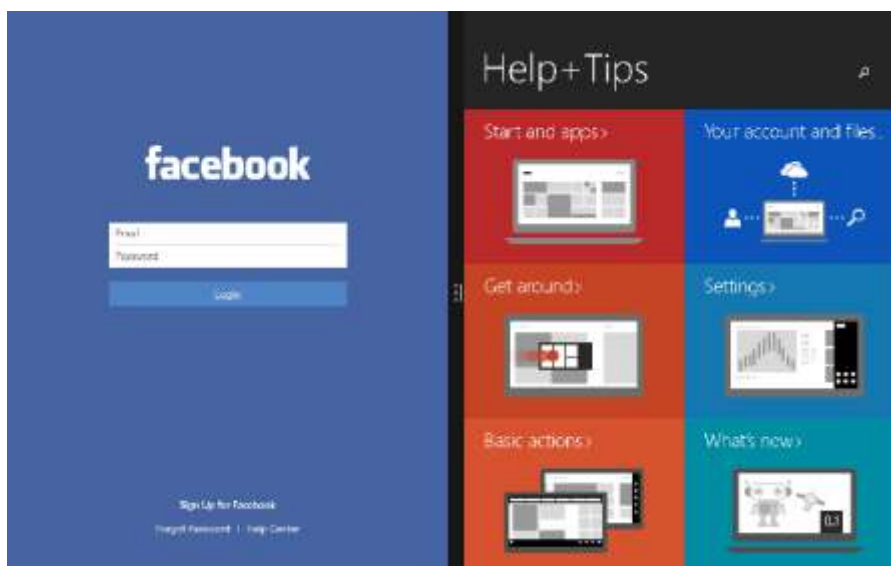 facebook
Email
Password
Login
Sign Up for Facebook
Forgot Password | Help Center
Help+Tips
Start and apps›
Your account and files...
Get around›
Settings›
Basic actions›
What's new›